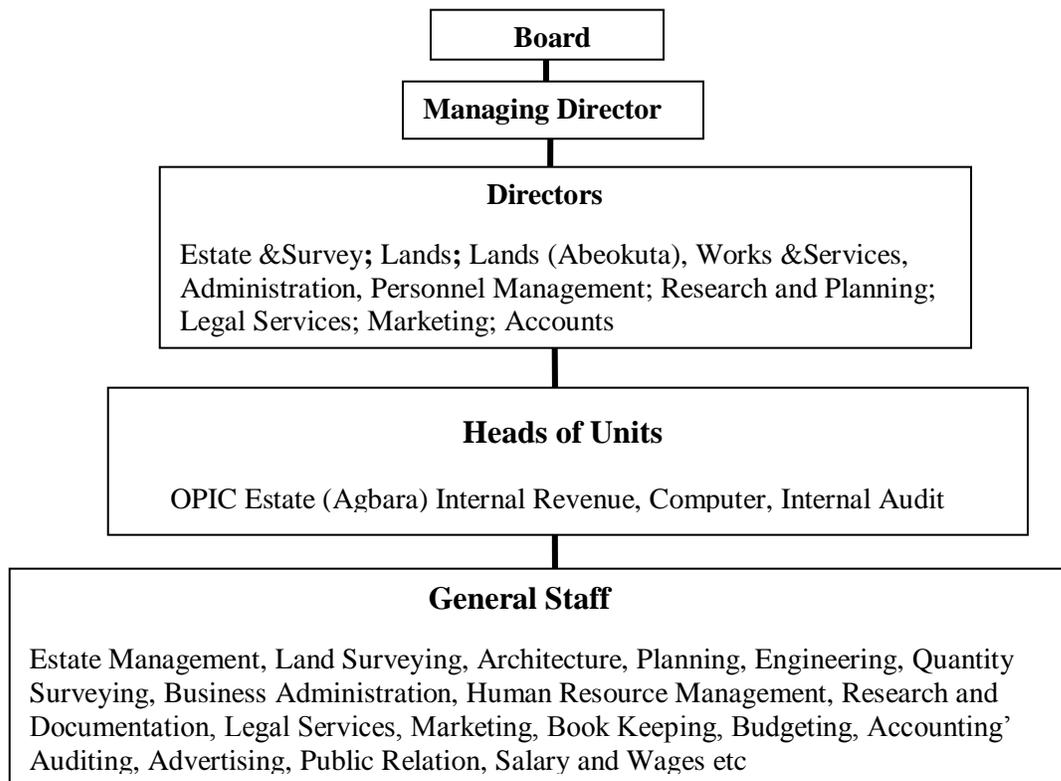 Board
Managing Director
Directors
Estate &Survey; Lands; Lands (Abeokuta), Works &Services,
Administration, Personnel Management; Research and Planning;
Legal Services; Marketing; Accounts
Heads of Units
OPIC Estate (Agbara) Internal Revenue, Computer, Internal Audit
General Staff
Estate Management, Land Surveying, Architecture, Planning, Engineering, Quantity
Surveying, Business Administration, Human Resource Management, Research and
Documentation, Legal Services, Marketing, Book Keeping, Budgeting, Accounting’
Auditing, Advertising, Public Relation, Salary and Wages etc